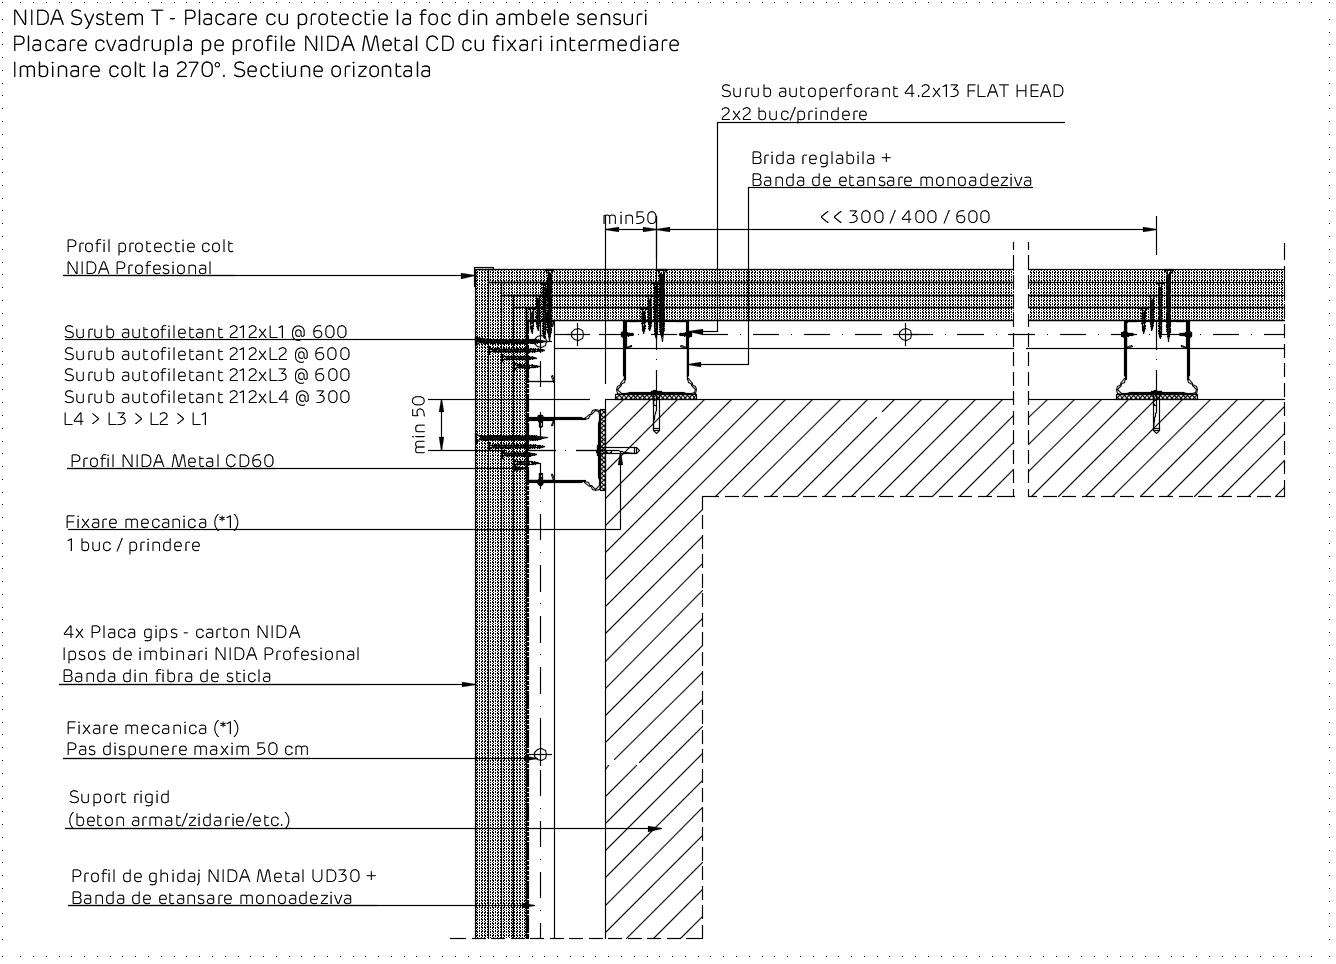 NIDA System T - Placare cu protectie la foc din ambele sensuri
Placare cvadrupla pe profile NIDA Metal CD cu fixari intermediare
Imbinare colt la 270°. Sectiune orizontala
Surub autoperforant 4.2x13 FLAT HEAD
2x2 buc/prindere
Brida reglabila +
Banda de etansare monoadeziva
min50
<< 300 / 400 / 600
Profil protectie colt
NIDA Profesional
Surub autofiletant 212xL1 @ 600
Surub autofiletant 212xL2 @ 600
Surub autofiletant 212xL3 @ 600
Surub autofiletant 212xL4 @ 300
L4 > L3 > L2 > L1
min 50
Profil NIDA Metal CD60
Fixare mecanica (*1)
1 buc / prindere
4x Placa gips - carton NIDA
Ipsos de imbinari NIDA Profesional
Banda din fibra de sticla
Fixare mecanica (*1)
Pas dispunere maxim 50 cm
Suport rigid
(beton armat/zidarie/etc.)
Profil de ghidaj NIDA Metal UD30 +
Banda de etansare monoadeziva